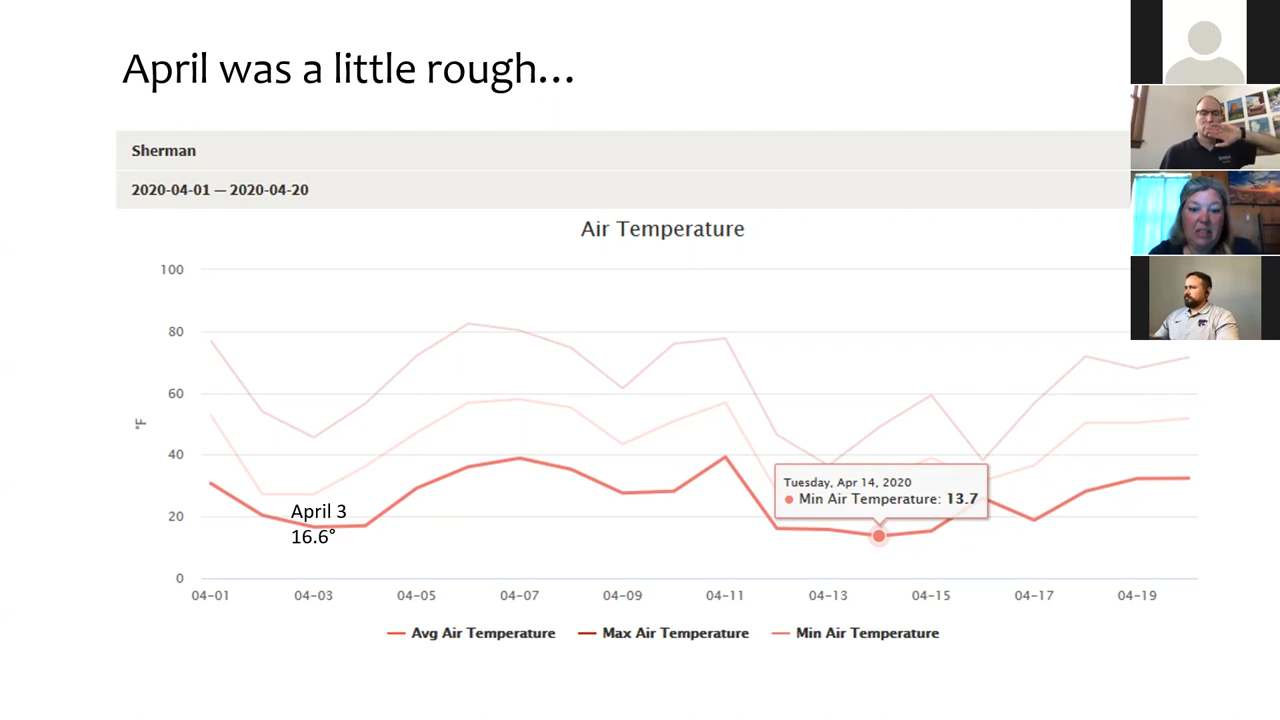 April was a little rough...
Sherman
2020-04-01 — 2020-04-20
Air Temperature
100
80
60
40
20
0
°F
April 3
16.6°
Tuesday, Apr 14, 2020
Min Air Temperature: 13.7
04-01 04-03 04-05 04-07 04-09 04-11 04-13 04-15 04-17 04-19
Avg Air Temperature Max Air Temperature Min Air Temperature